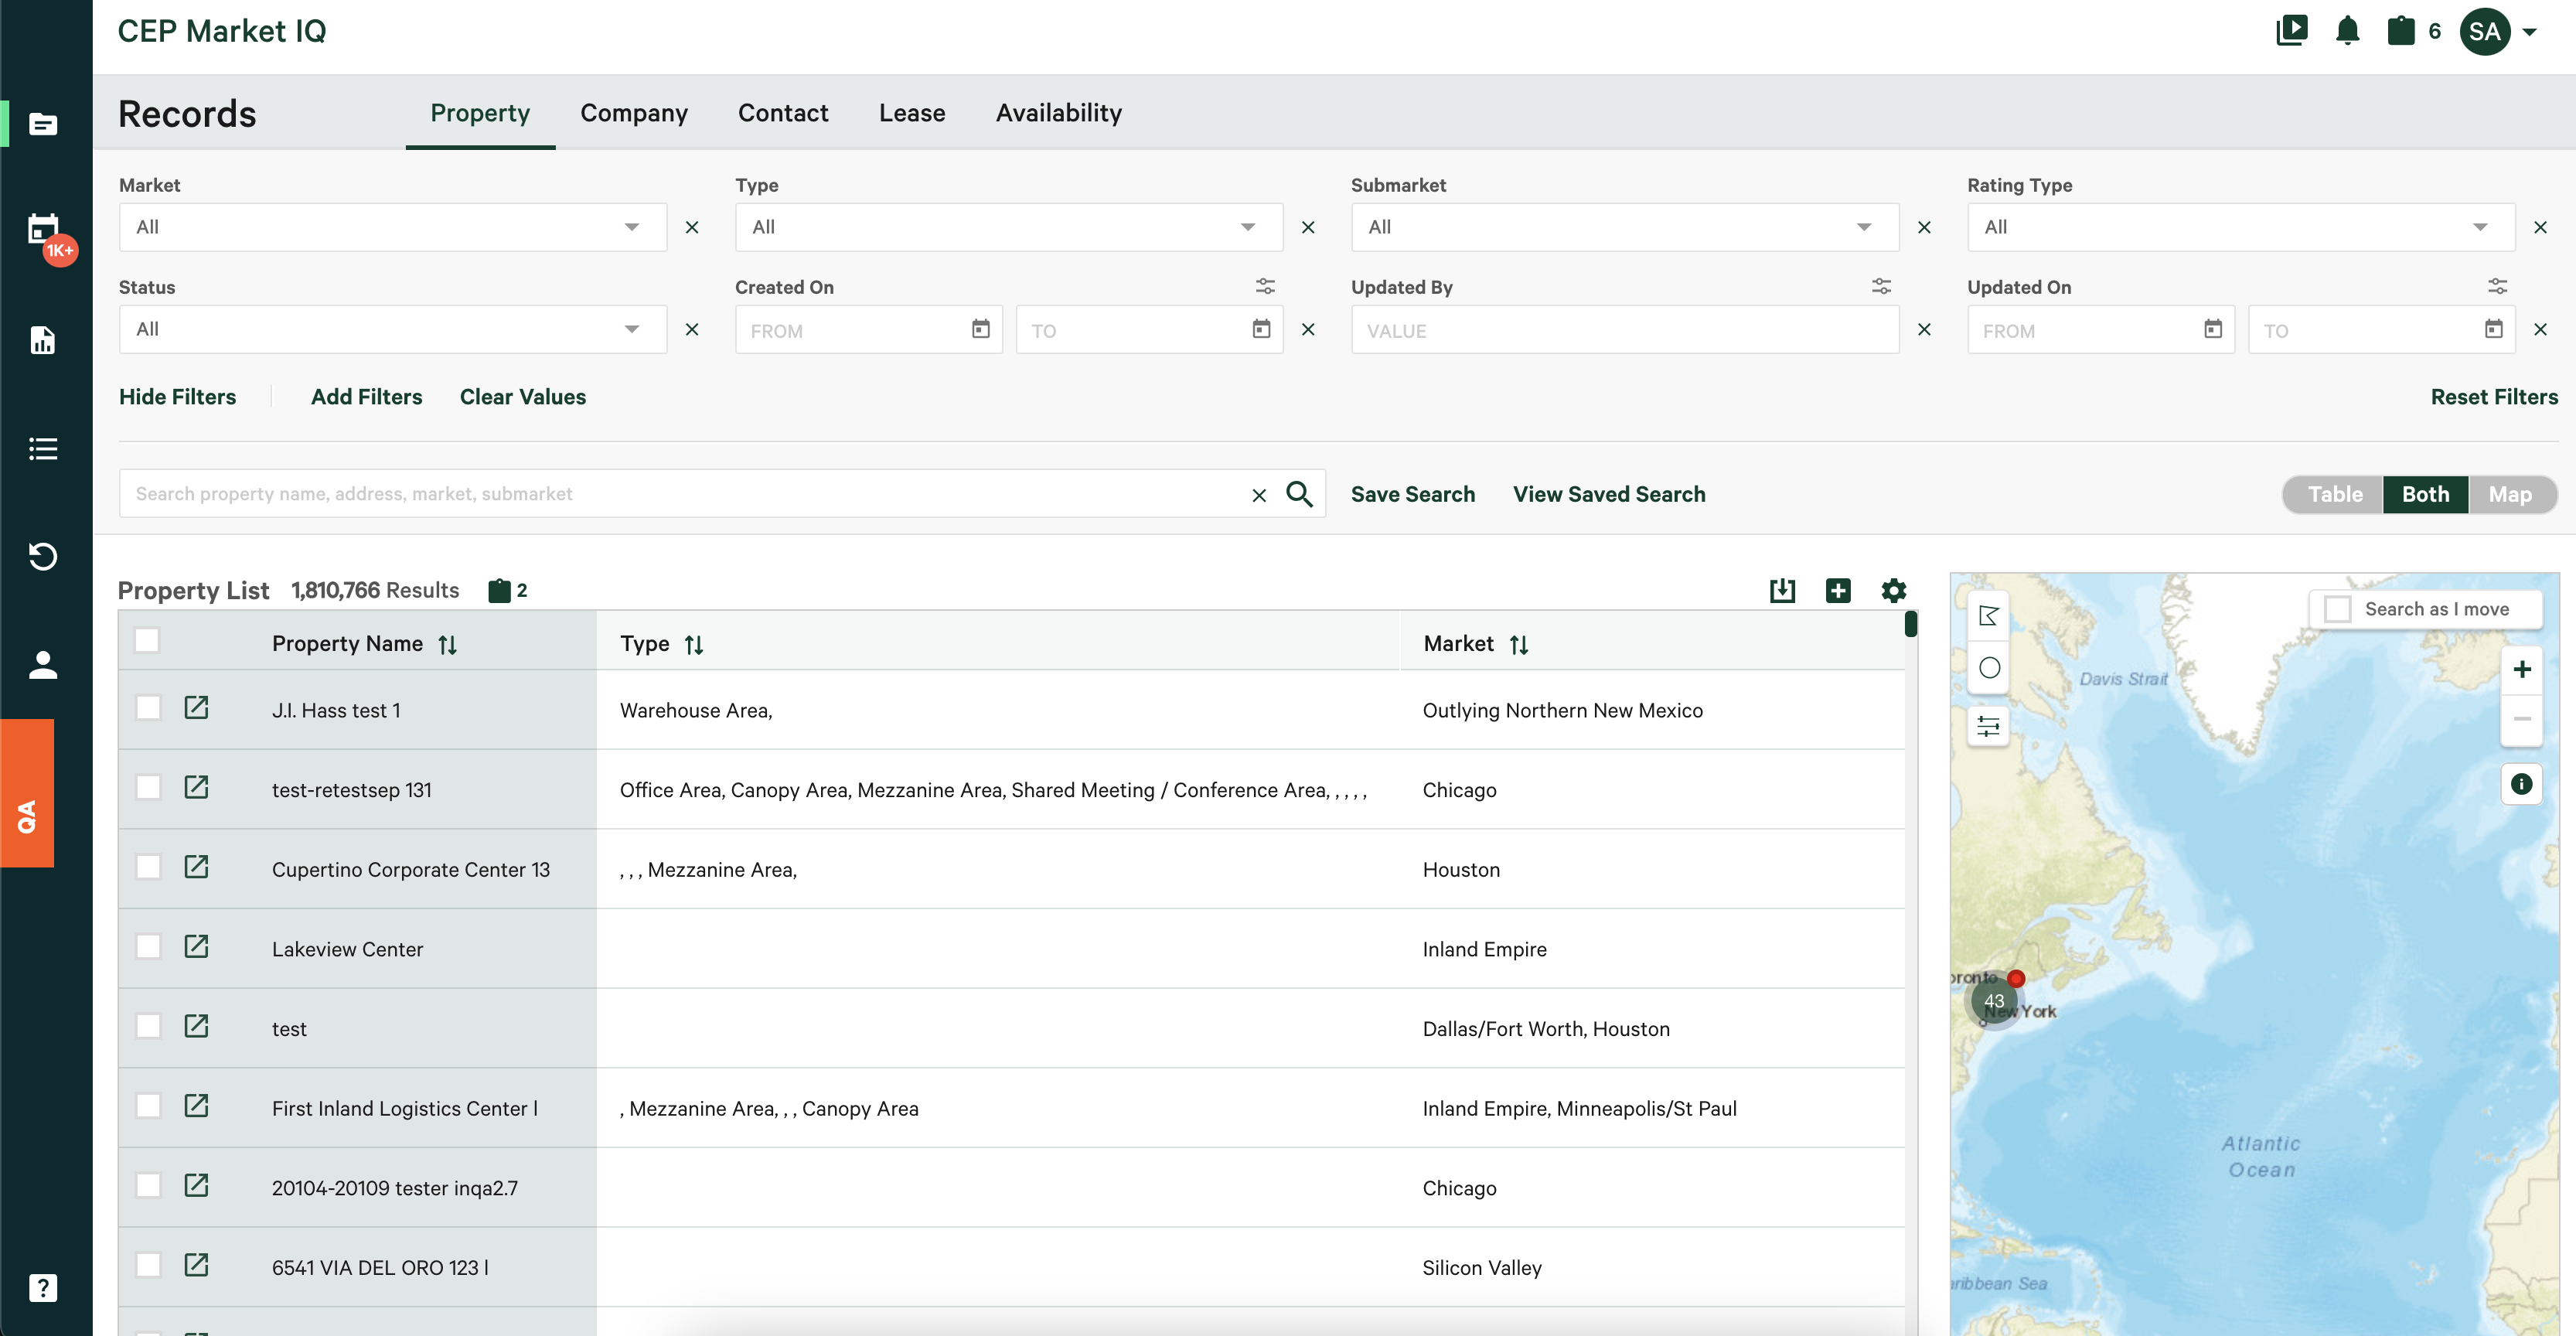 CEP Market IQ
6
SA
Records
Property
Company
Contact
Lease
Availability
Market
Type
Submarket
Rating Type
All
All
All
All
1K+
Status
Created On
Updated By
Updated On
All
FROM
TO
VALUE
FROM
TO
Hide Filters
Add Filters
Clear Values
Reset Filters
Search property name, address, market, submarket
Save Search
View Saved Search
Table
Both
Map
Property List
1,810,766 Results
2
Property Name
Type
Market
J.I. Hass test 1
Warehouse Area,
Outlying Northern New Mexico
test-retestsep 131
Office Area, Canopy Area, Mezzanine Area, Shared Meeting / Conference Area, , , , ,
Chicago
Cupertino Corporate Center 13
, , , Mezzanine Area,
Houston
Lakeview Center
Inland Empire
test
Dallas/Fort Worth, Houston
First Inland Logistics Center I
, Mezzanine Area, , , Canopy Area
Inland Empire, Minneapolis/St Paul
20104-20109 tester inqa2.7
Chicago
6541 VIA DEL ORO 123 I
Silicon Valley
QA
?
Search as I move
Davis Strait
oronto
43
New York
Atlantic
Ocean
ribbean Sea